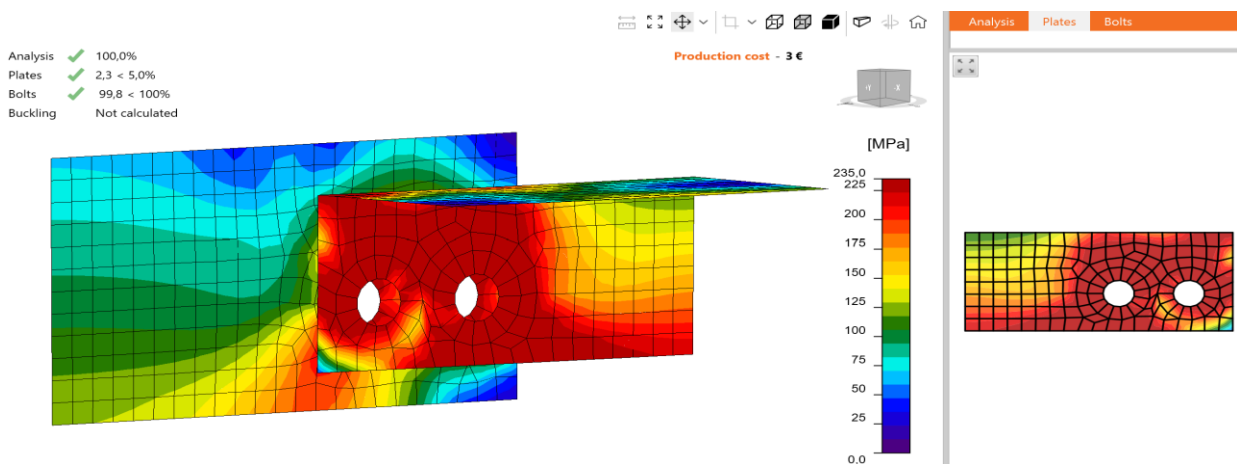 Analysis Plates Bolts
Production cost - 3 €
Analysis 100,0%
Plates 2,3 < 5,0%
Bolts 99,8 < 100%
Buckling Not calculated
-Y -X
[MPa]
235,0
225
200
175
150
125
100
75
50
25
0.0